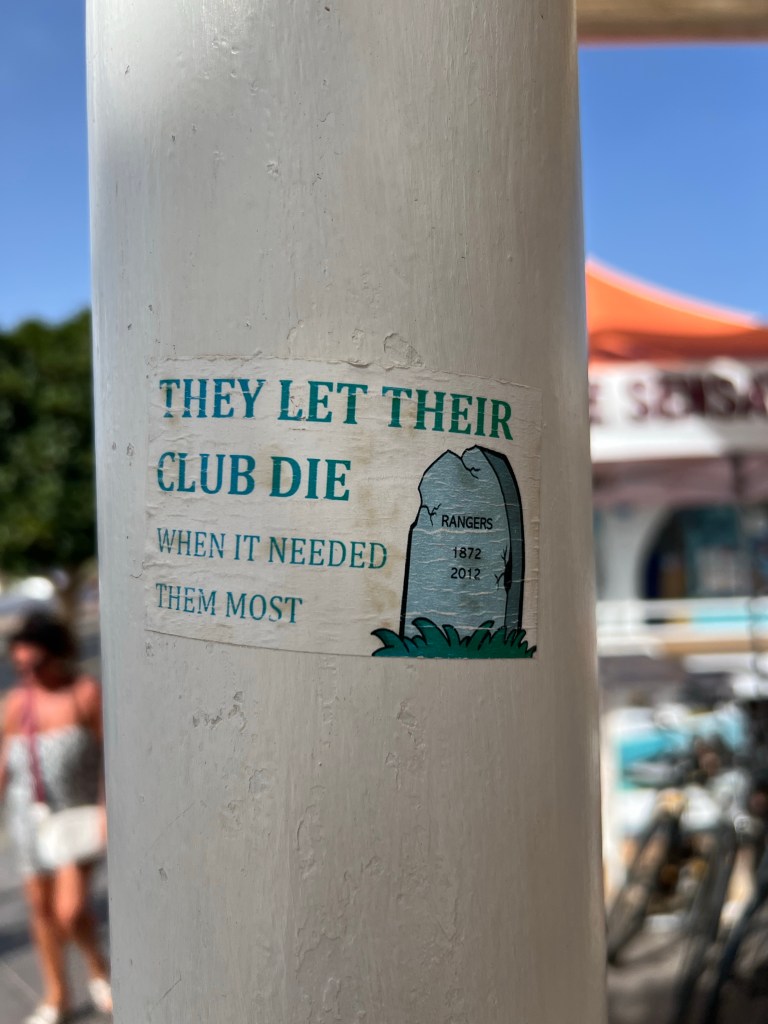 THEY LET THEIR
CLUB DIE
WHEN IT NEEDED
THEM MOST
RANGERS
1872
2012